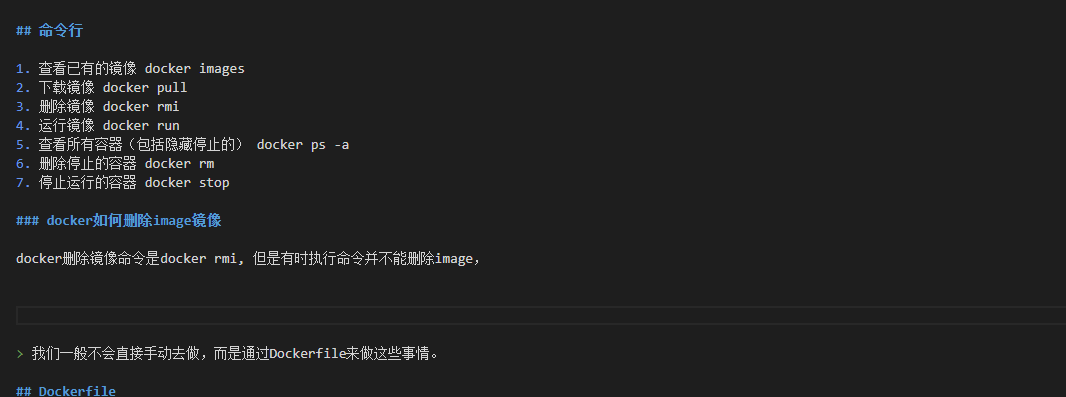 ## 命令行
1. 查看已有的镜像 docker images
2. 下载镜像 docker pull
3. 删除镜像 docker rmi
4. 运行镜像 docker run
5. 查看所有容器（包括隐藏停止的） docker ps -a
6. 删除停止的容器 docker rm
7. 停止运行的容器 docker stop
### docker如何删除image镜像
docker删除镜像命令是docker rmi, 但是有时执行命令并不能删除image，
> 我们一般不会直接手动去做，而是通过Dockerfile来做这些事情。
## Dockerfile